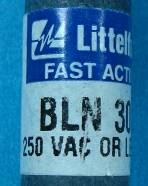 Littelf
FAST ACTI
BLN 30
250 VAC OR L